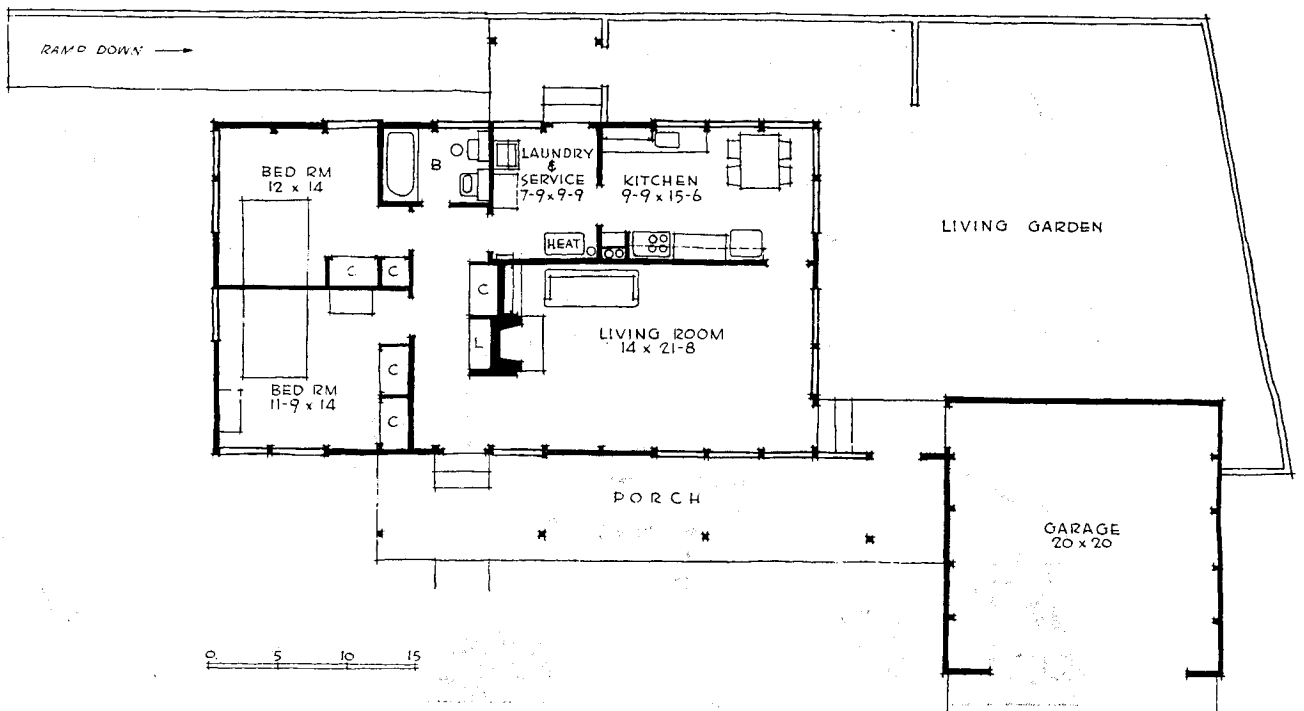 RAMP DOWN
BED RM
12 x 14
B
LAUNDRY
&
SERVICE
7-9 x 9-9
KITCHEN
9-9 x 15-6
LIVING GARDEN
HEAT
C
C
C
LIVING ROOM
14 x 21-8
L
BED RM
11-9 x 14
C
C
PORCH
GARAGE
20 x 20
0 5 10 15